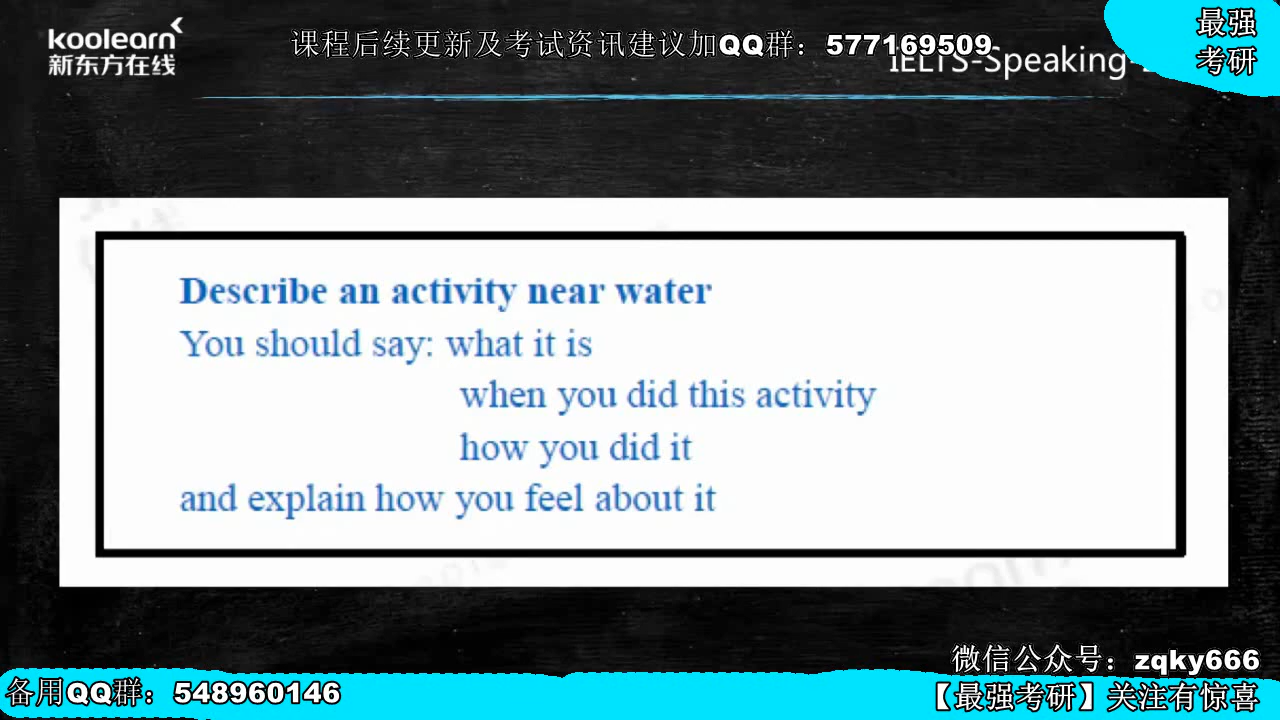 koolearn
新东方在线
课程后续更新及考试资讯建议加QQ群：577169509
IELTS-Speaking-
最强
考研
Describe an activity near water
You should say: what it is
when you did this activity
how you did it
and explain how you feel about it
微信公众号：zqky666
备用QQ群：548960146
【最强考研】关注有惊喜